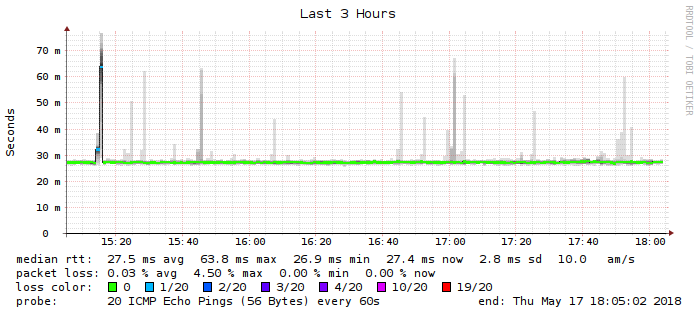 Last 3 Hours
RRDTOOL / TOBI OETIKER
Seconds
70 m
60 m
50 m
40 m
30 m
20 m
10 m
0
15:20 15:40 16:00 16:20 16:40 17:00 17:20 17:40 18:00
median rtt: 27.5 ms avg 63.8 ms max 26.9 ms min 27.4 ms now 2.8 ms sd 10.0 am/s
packet loss: 0.03 % avg 4.50 % max 0.00 % min 0.00 % now
loss color: 0 1/20 2/20 3/20 4/20 10/20 19/20
probe: 20 ICMP Echo Pings (56 Bytes) every 60s end: Thu May 17 18:05:02 2018